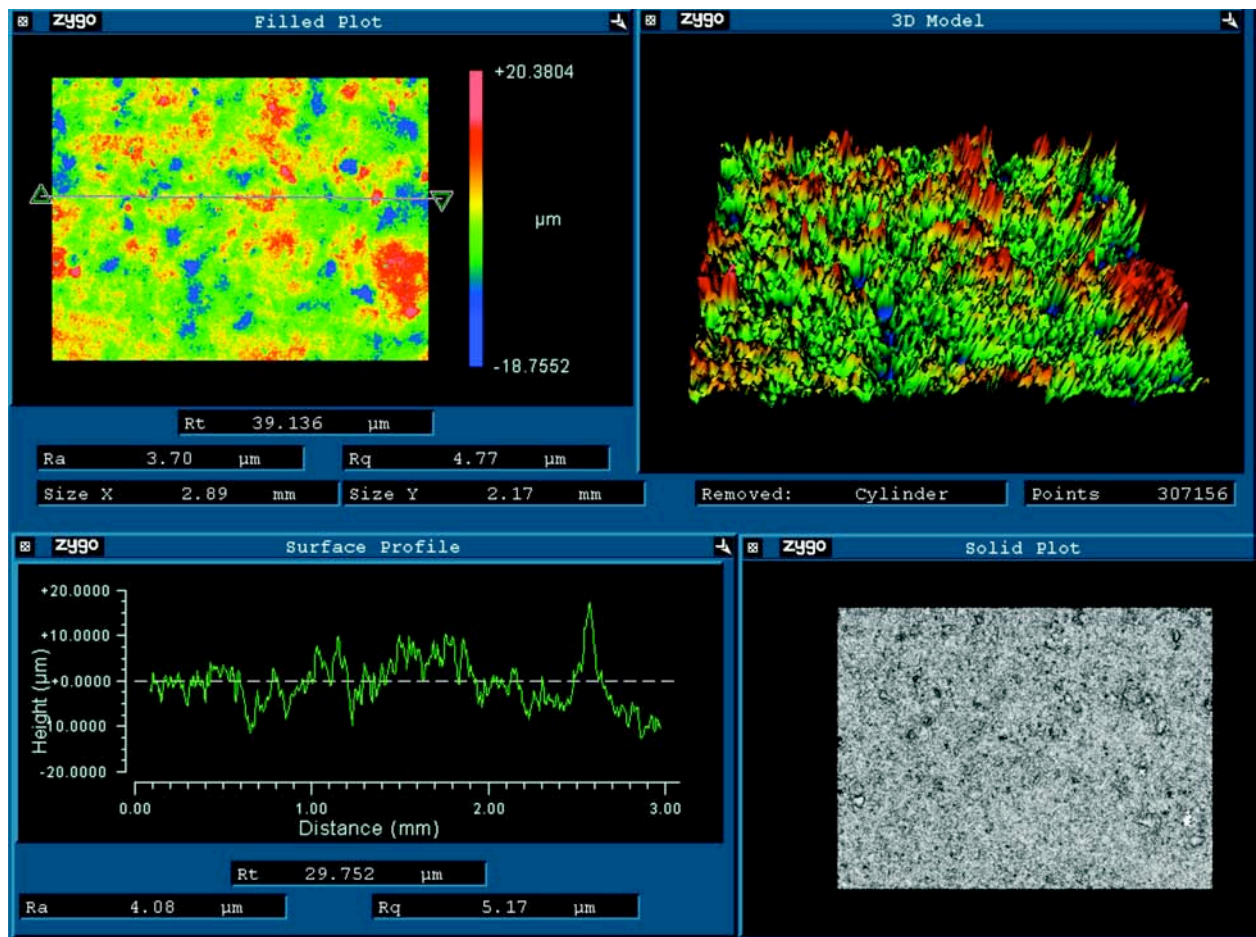 zygo Filled Plot
+20.3804
µm
-18.7552
Rt 39.136 µm
Ra 3.70 µm Rq 4.77 µm
Size X 2.89 mm Size Y 2.17 mm
zygo 3D Model
Removed: Cylinder Points 307156
zygo Surface Profile
+20.0000
+10.0000
+0.0000
-10.0000
-20.0000
Height (µm)
0.00 1.00 2.00 3.00
Distance (mm)
Rt 29.752 µm
Ra 4.08 µm Rq 5.17 µm
zygo Solid Plot